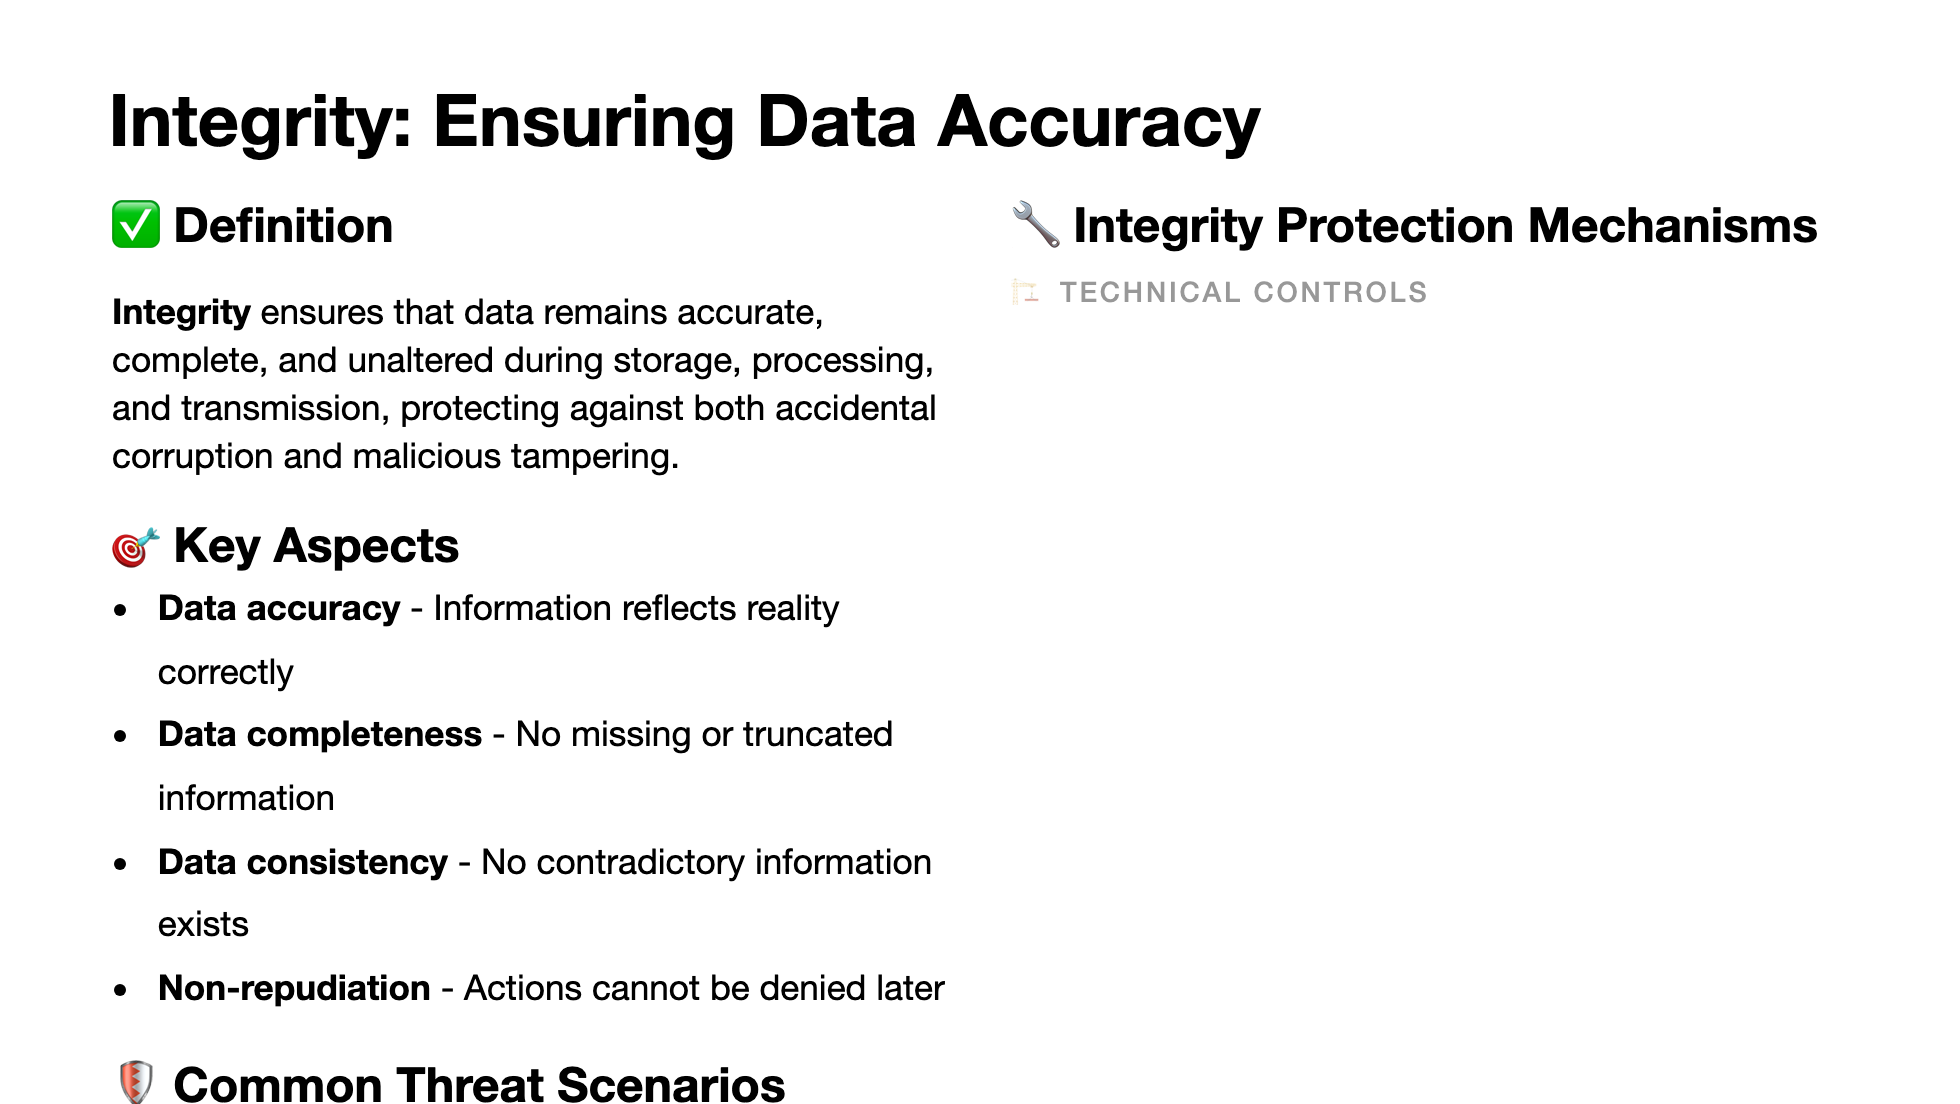 Integrity: Ensuring Data Accuracy
✅ Definition
Integrity ensures that data remains accurate,
complete, and unaltered during storage, processing,
and transmission, protecting against both accidental
corruption and malicious tampering.
🎯 Key Aspects
• Data accuracy - Information reflects reality
correctly
• Data completeness - No missing or truncated
information
• Data consistency - No contradictory information
exists
• Non-repudiation - Actions cannot be denied later
🛡️ Common Threat Scenarios
🔧 Integrity Protection Mechanisms
🏗️ TECHNICAL CONTROLS